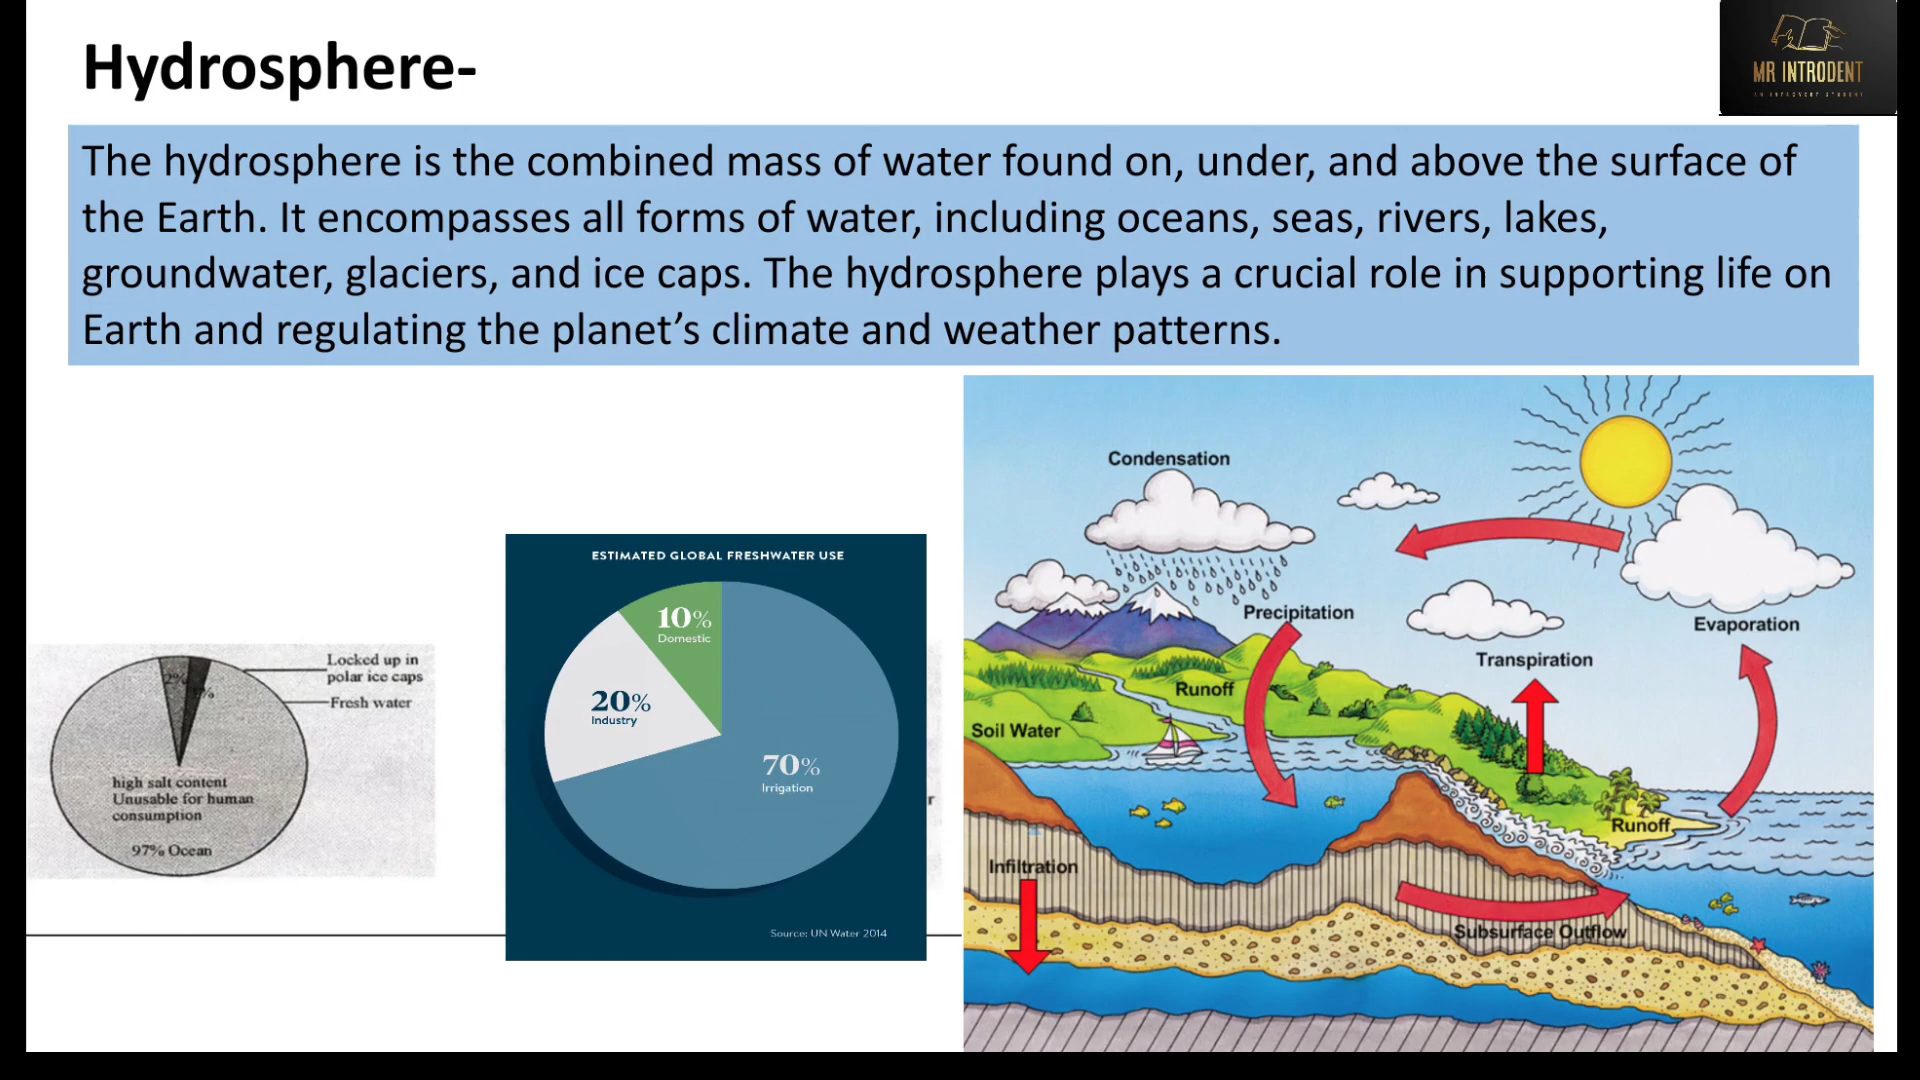 Hydrosphere-
MR INTRODENT
AN INTROVERT STUDENT
The hydrosphere is the combined mass of water found on, under, and above the surface of
the Earth. It encompasses all forms of water, including oceans, seas, rivers, lakes,
groundwater, glaciers, and ice caps. The hydrosphere plays a crucial role in supporting life on
Earth and regulating the planet’s climate and weather patterns.
Locked up in
polar ice caps
Fresh water
2%
high salt content
Unusable for human
consumption
97% Ocean
ESTIMATED GLOBAL FRESHWATER USE
10%
Domestic
20%
Industry
70%
Irrigation
Source: UN Water 2014
Condensation
Precipitation
Evaporation
Transpiration
Runoff
Soil Water
Runoff
Infiltration
Subsurface Outflow